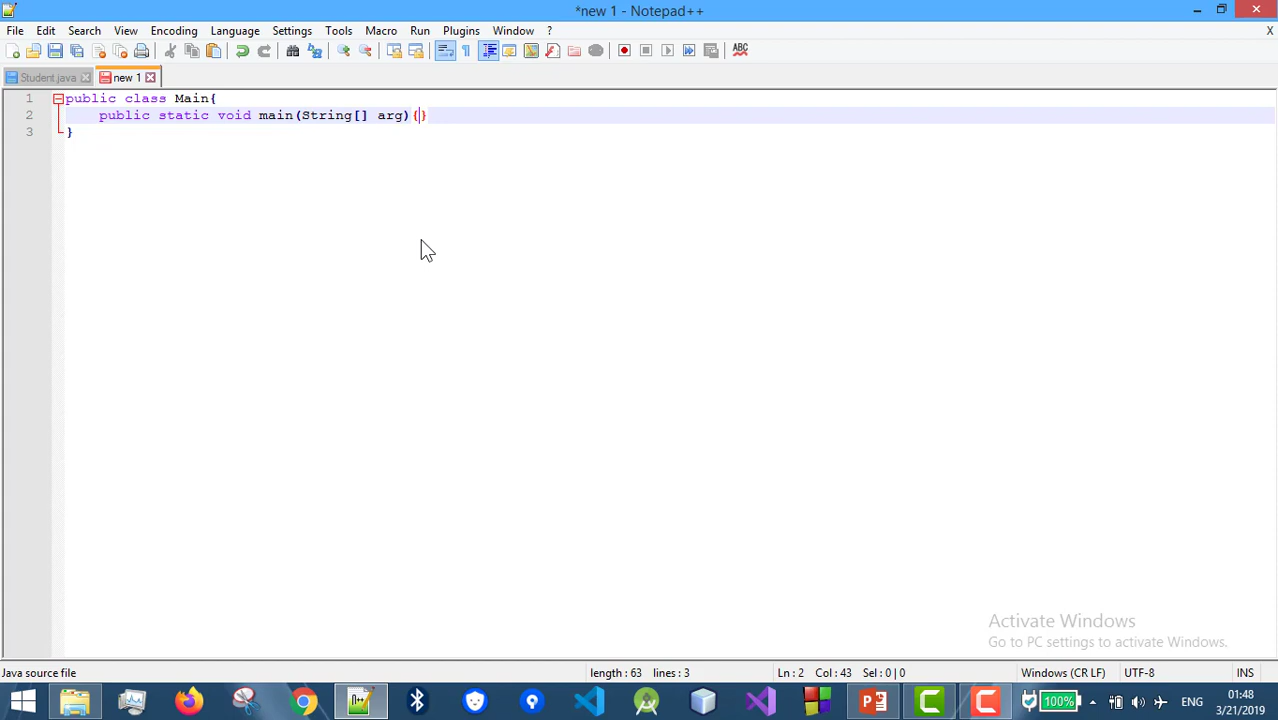 *new 1 - Notepad++
File Edit Search View Encoding Language Settings Tools Macro Run Plugins Window ? X
ABC
Student.java new 1
1 public class Main{
2 public static void main(String[] arg){}
3 }
Activate Windows
Go to PC settings to activate Windows.
Java source file length : 63 lines : 3 Ln : 2 Col : 43 Sel : 0 | 0 Windows (CR LF) UTF-8 INS
100% ENG 01:48
3/21/2019